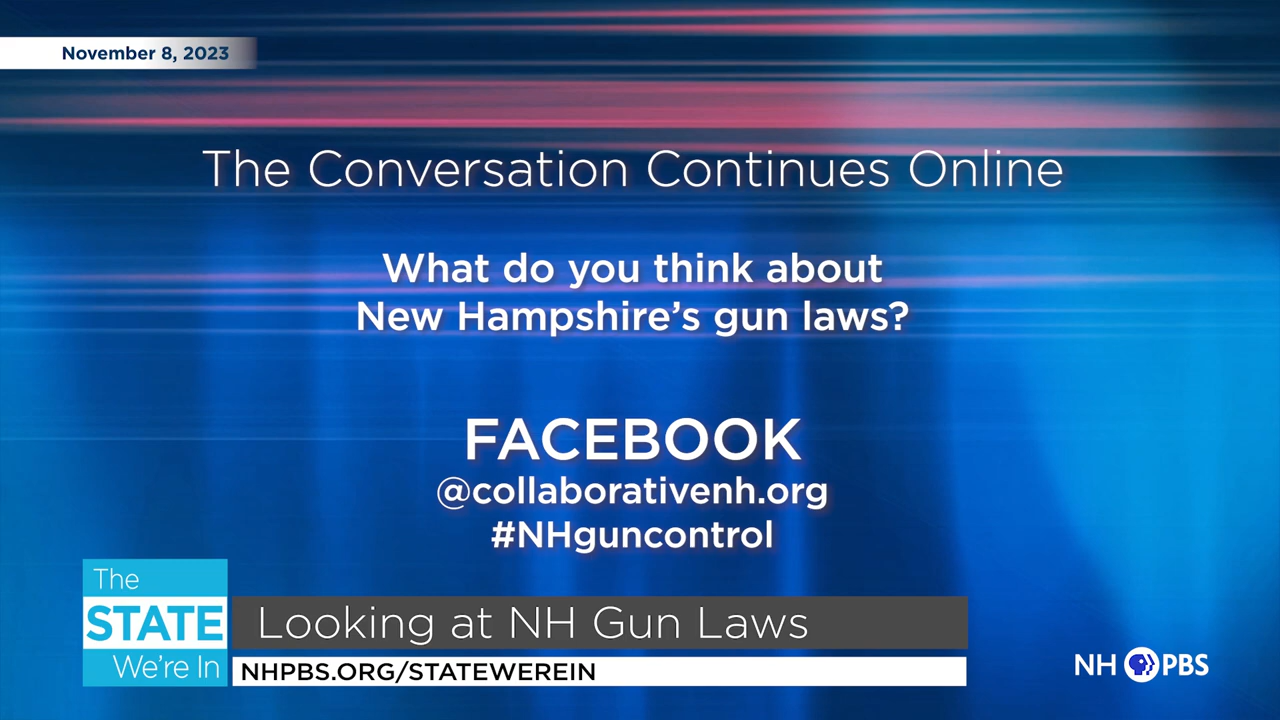 November 8, 2023
The Conversation Continues Online
What do you think about
New Hampshire’s gun laws?
FACEBOOK
@collaborativenh.org
#NHguncontrol
The
STATE
We’re In
Looking at NH Gun Laws
NHPBS.ORG/STATEWEREIN
NH PBS